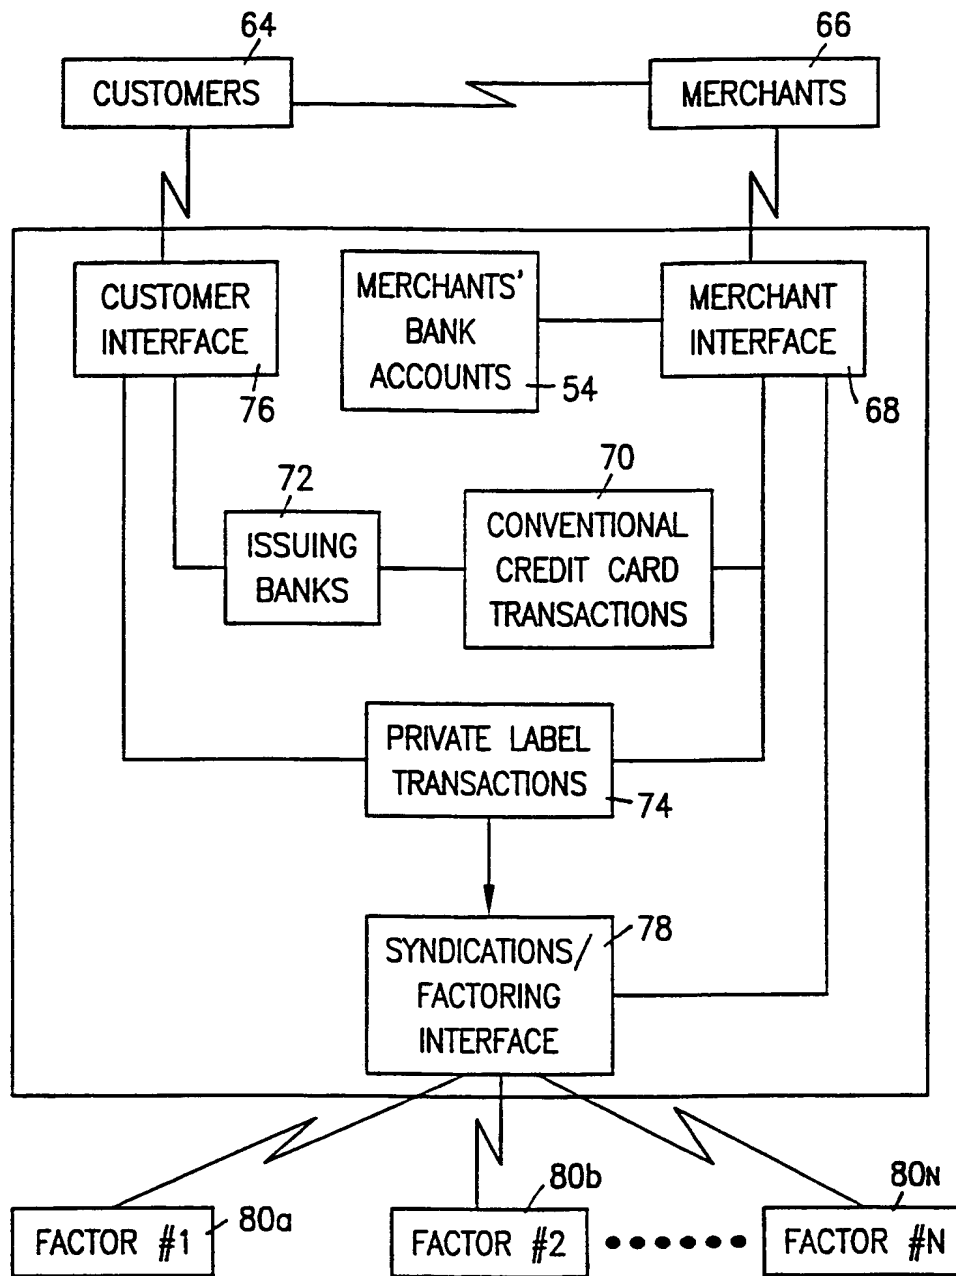 64
66
CUSTOMERS
MERCHANTS
CUSTOMER
INTERFACE
76
MERCHANTS'
BANK
ACCOUNTS
54
MERCHANT
INTERFACE
68
72
ISSUING
BANKS
70
CONVENTIONAL
CREDIT CARD
TRANSACTIONS
PRIVATE LABEL
TRANSACTIONS
74
SYNDICATIONS/
FACTORING
INTERFACE
78
FACTOR #1
80a
FACTOR #2
80b
FACTOR #N
80N